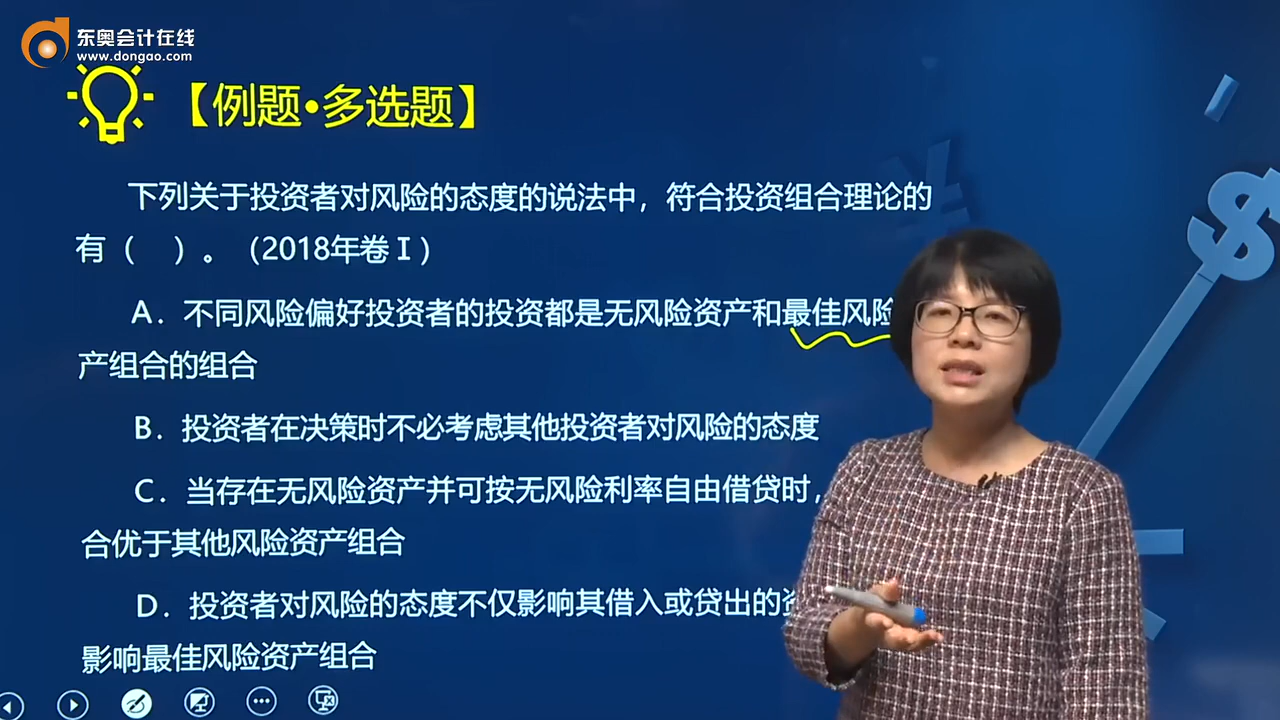 东奥会计在线
www.dongao.com
【例题•多选题】
下列关于投资者对风险的态度的说法中，符合投资组合理论的
有（ ）。（2018年卷Ⅰ）
A．不同风险偏好投资者的投资都是无风险资产和最佳风险
产组合的组合
B．投资者在决策时不必考虑其他投资者对风险的态度
C．当存在无风险资产并可按无风险利率自由借贷时，
合优于其他风险资产组合
D．投资者对风险的态度不仅影响其借入或贷出的
影响最佳风险资产组合